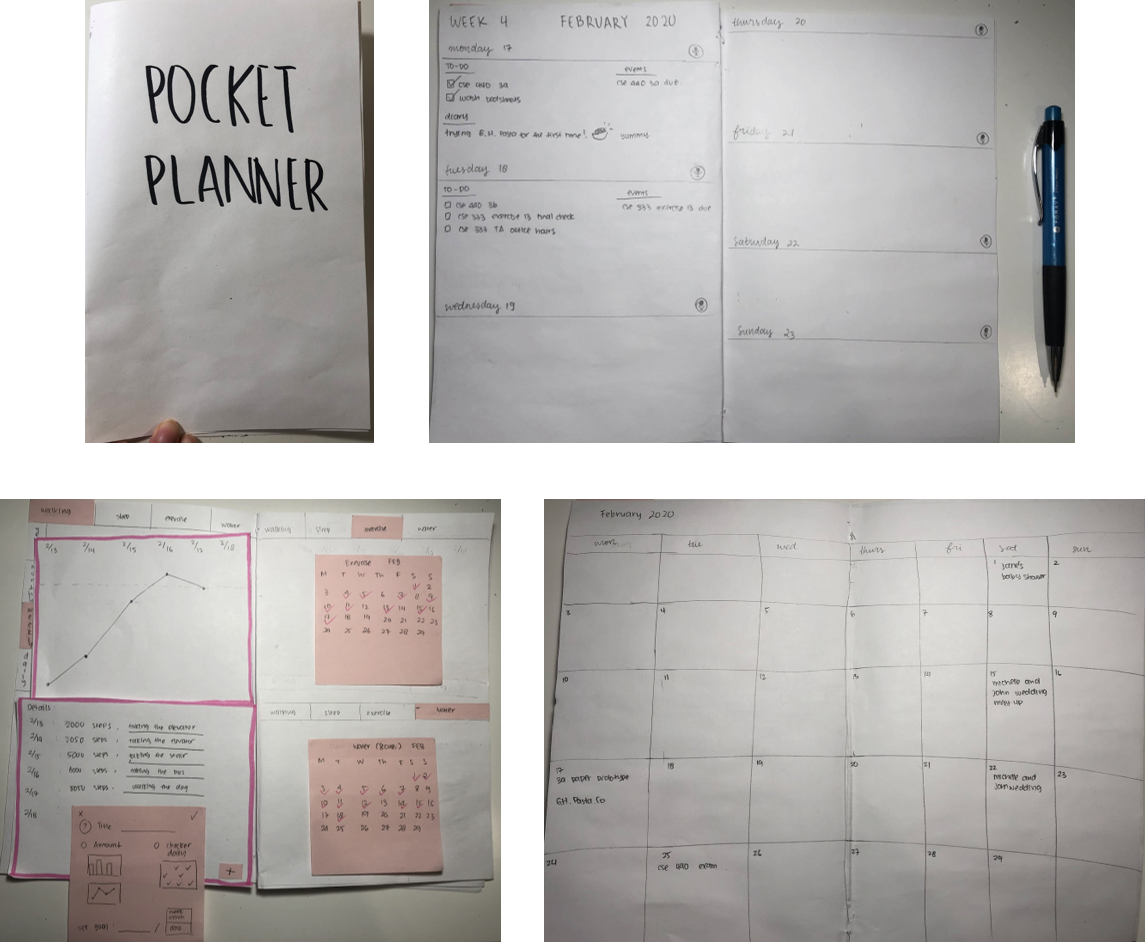 POCKET
PLANNER
WEEK 4 FEBRUARY 2020
monday 17
TO-DO
events
cse 440 3a
cse 440 3a due
wash bedsheets
diary
trying G.H. Pasta for the first time! yummy
tuesday 18
TO-DO
events
cse 440 3b
cse 333 exercise 13 due
cse 333 exercise 13 final check
cse 333 TA office hours
wednesday 19
thursday 20
friday 21
saturday 22
sunday 23
walking sleep exercise water
2/13 2/14 2/15 2/16 2/17 2/18
weekly
daily
Details
2/13 2000 steps, taking the elevator
2/14 2050 steps, taking the elevator
2/15 5000 steps, taking the stair
2/16 steps, taking the bus
2/17 steps, walking the dog
2/18
x ✓
? Title
Amount
checker
daily
+
set goal: /
walking sleep exercise water
Exercise FEB
M T W Th F S S
1 2
3 4 5 6 7 8 9
10 11 12 13 14 15 16
17 18 19 20 21 22 23
24 25 26 27 28 29
walking sleep exercise water
Water (8 cups) FEB
M T W Th F S S
1 2
3 4 5 6 7 8 9
10 11 12 13 14 15 16
17 18 19 20 21 22 23
24 25 26 27 28 29
February 2020
mon tue wed thurs fri sat sun
1 2
Jane's
baby shower
3 4 5 6 7 8 9
10 11 12 13 14 15 16
michelle and
john wedding
meet up
17 18 19 20 21 22 23
3a paper prototype
michelle and
john wedding
GH. Pasta Co
24 25 26 27 28 29
cse 440 exam